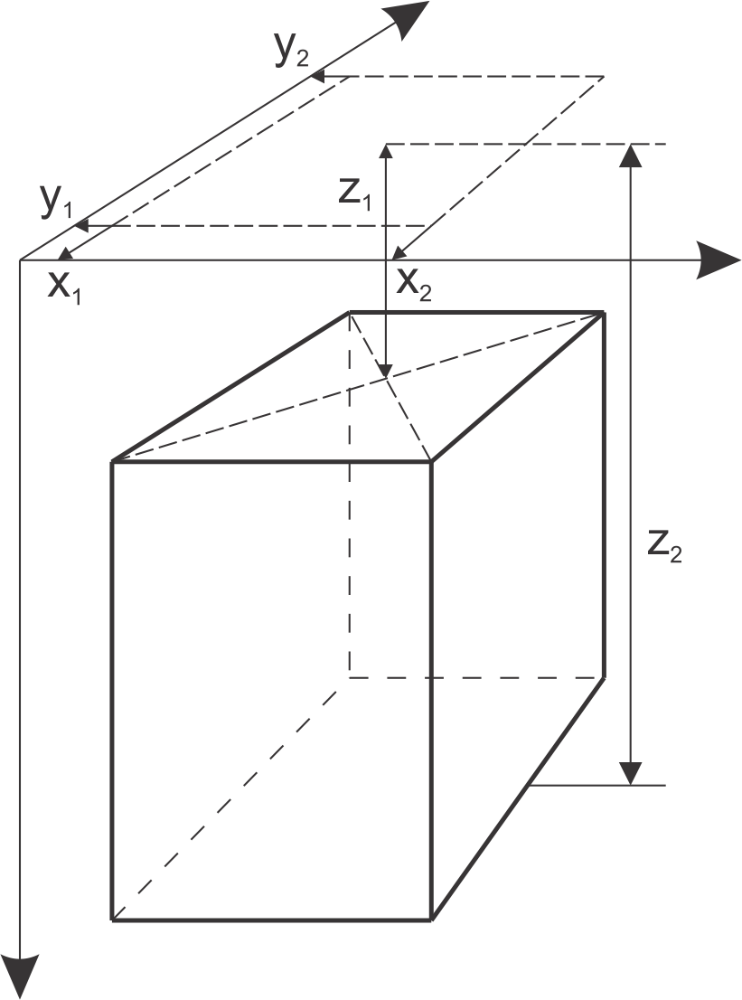 y₂
y₁
z₁
x₁
x₂
z₂